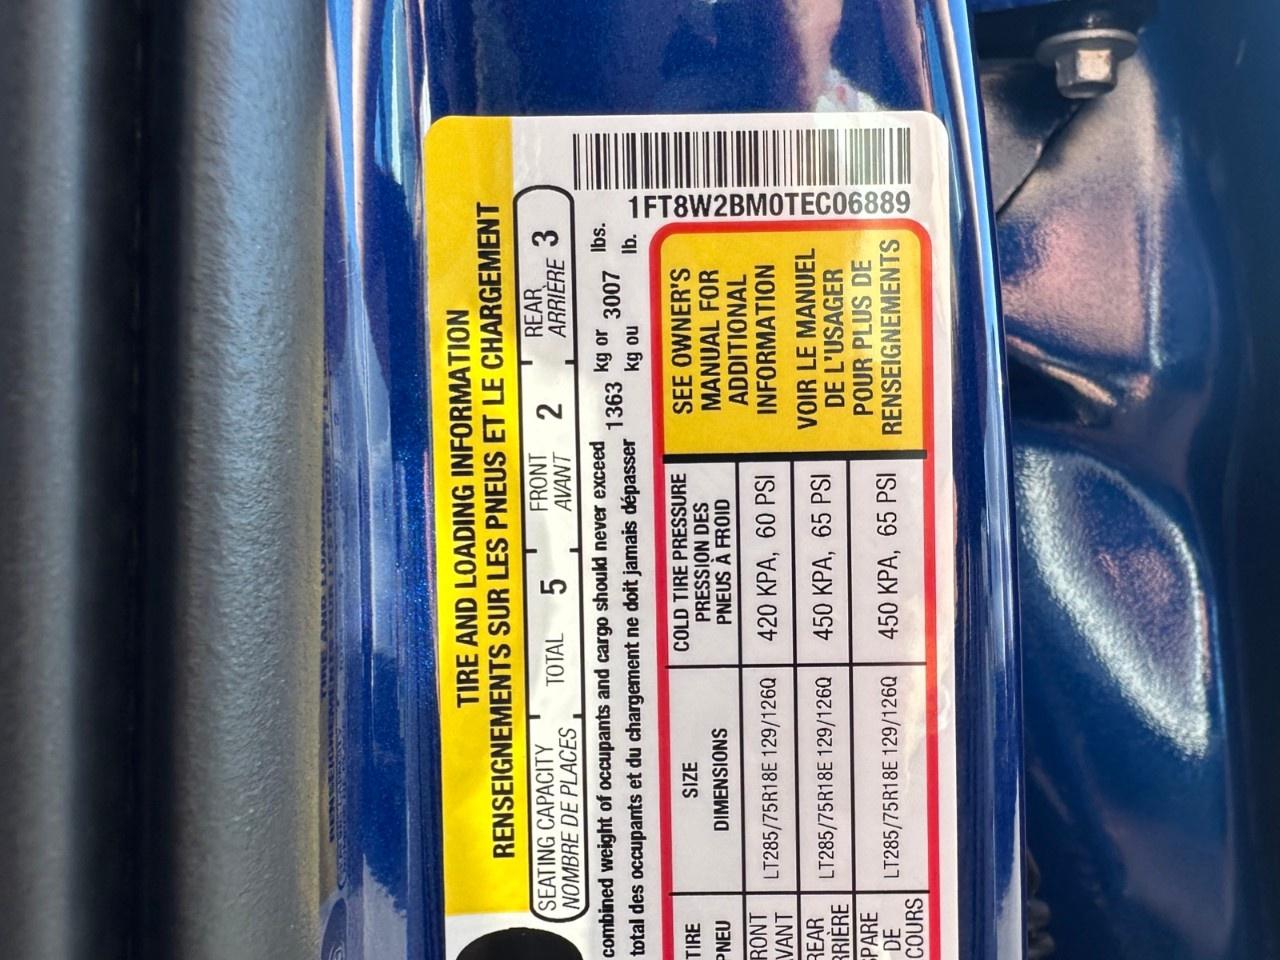 TIRE AND LOADING INFORMATION
RENSEIGNEMENTS SUR LES PNEUS ET LE CHARGEMENT
SEATING CAPACITY TOTAL 5 FRONT 2 REAR 3
NOMBRE DE PLACES AVANT ARRIÈRE
combined weight of occupants and cargo should never exceed 1363 kg or 3007 lbs.
total des occupants et du chargement ne doit jamais dépasser kg ou lb.
1FT8W2BM0TEC06889
TIRE SIZE COLD TIRE PRESSURE
PNEU DIMENSIONS PRESSION DES
PNEUS À FROID
RONT LT285/75R18E 129/126Q 420 KPA, 60 PSI
VANT
REAR LT285/75R18E 129/126Q 450 KPA, 65 PSI
RRIÈRE
SPARE LT285/75R18E 129/126Q 450 KPA, 65 PSI
DE
COURS
SEE OWNER'S
MANUAL FOR
ADDITIONAL
INFORMATION
VOIR LE MANUEL
DE L'USAGER
POUR PLUS DE
RENSEIGNEMENTS